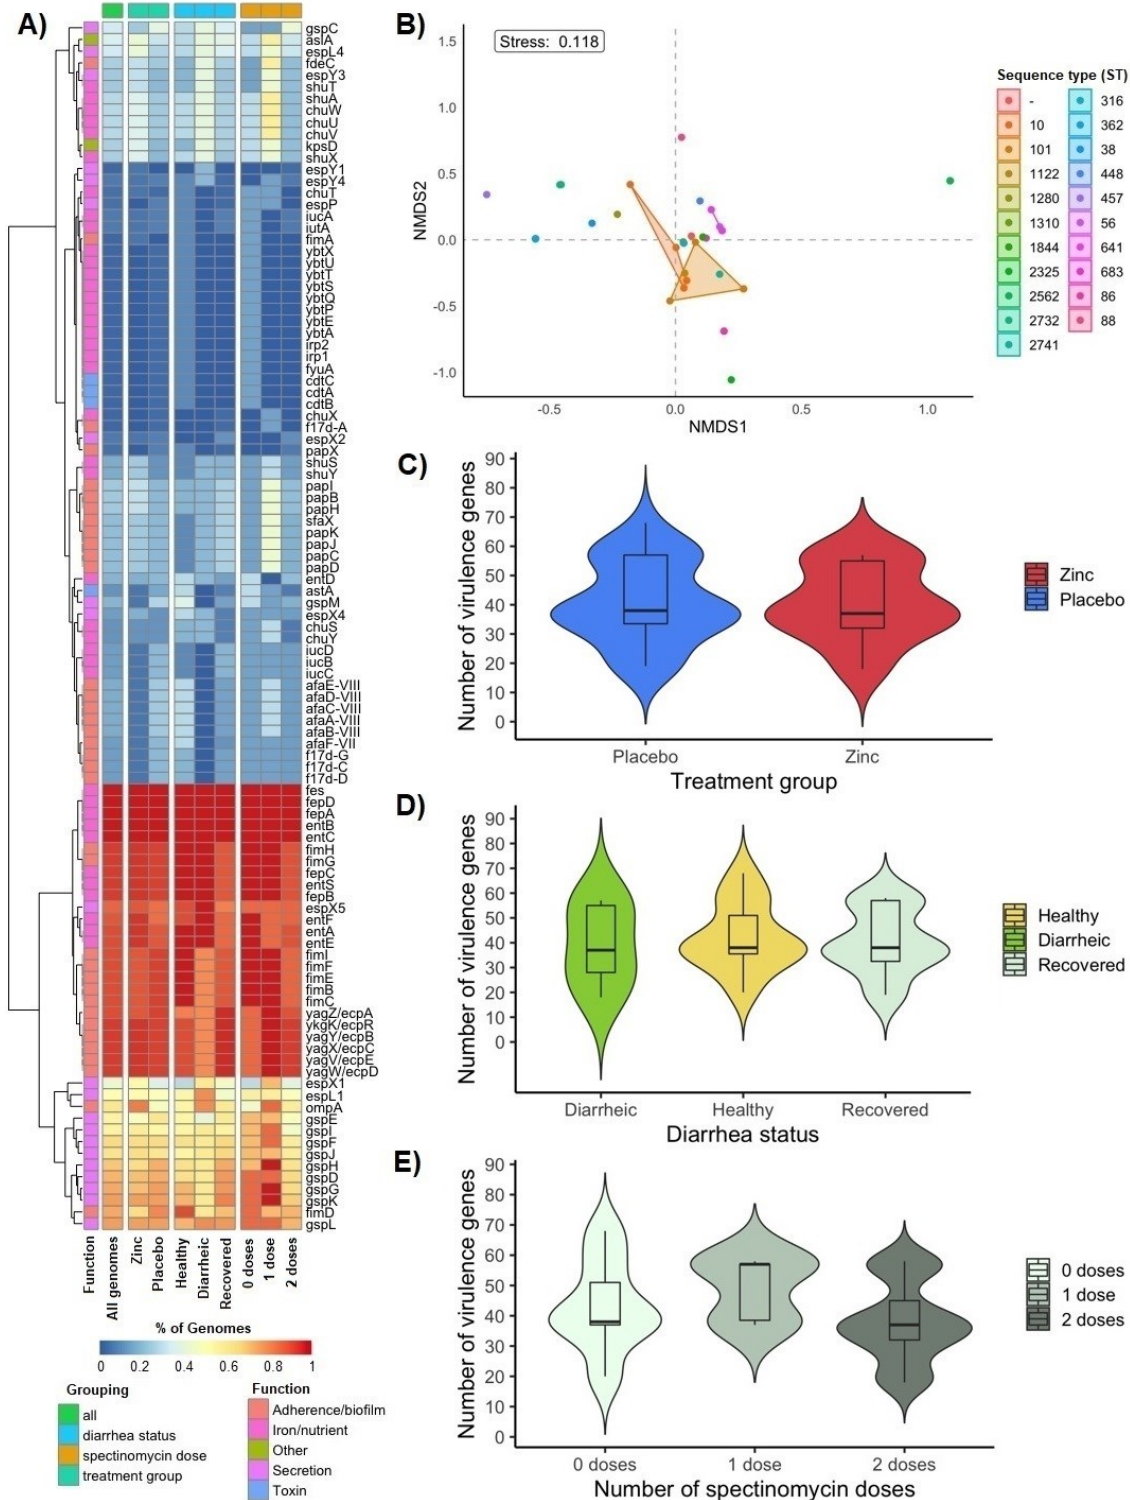 A)
gspC
aslA
espL4
fdeC
espY3
shuT
shuA
chuW
chuU
chuV
kpsD
shuX
espY1
espY4
chuT
espP
iucA
iutA
fimA
ybtX
ybtU
ybtT
ybtS
ybtQ
ybtP
ybtE
ybtA
irp2
irp1
fyuA
cdtC
cdtA
cdtB
chuX
f17d-A
espX2
papX
shuS
shuY
papI
papB
papH
sfaX
papK
papJ
papC
papD
entD
astA
gspM
espX4
chuS
chuY
iucD
iucB
iucC
afaE-VIII
afaD-VIII
afaC-VIII
afaA-VIII
afaB-VIII
afaF-VII
f17d-G
f17d-C
f17d-D
fes
fepD
fepA
entB
entC
fimH
fimG
fepC
entS
fepB
espX5
entF
entA
entE
fimI
fimF
fimE
fimB
fimC
yagZ/ecpA
ykgK/ecpR
yagY/ecpB
yagX/ecpC
yagV/ecpE
yagW/ecpD
espX1
espL1
ompA
gspE
gspI
gspF
gspJ
gspH
gspD
gspG
gspK
fimD
gspL
Function
All genomes
Zinc
Placebo
Healthy
Diarrheic
Recovered
0 doses
1 dose
2 doses
% of Genomes
0 0.2 0.4 0.6 0.8 1
Grouping
all
diarrhea status
spectinomycin dose
treatment group
Function
Adherence/biofilm
Iron/nutrient
Other
Secretion
Toxin
B)
Stress: 0.118
1.5
1.0
0.5
0.0
-0.5
-1.0
NMDS2
-0.5 0.0 0.5 1.0
NMDS1
Sequence type (ST)
-
10
101
1122
1280
1310
1844
2325
2562
2732
2741
316
362
38
448
457
56
641
683
86
88
C)
Number of virulence genes
90
80
70
60
50
40
30
20
10
0
Placebo Zinc
Treatment group
Zinc
Placebo
D)
Number of virulence genes
90
80
70
60
50
40
30
20
10
0
Diarrheic Healthy Recovered
Diarrhea status
Healthy
Diarrheic
Recovered
E)
Number of virulence genes
90
80
70
60
50
40
30
20
10
0
0 doses 1 dose 2 doses
Number of spectinomycin doses
0 doses
1 dose
2 doses